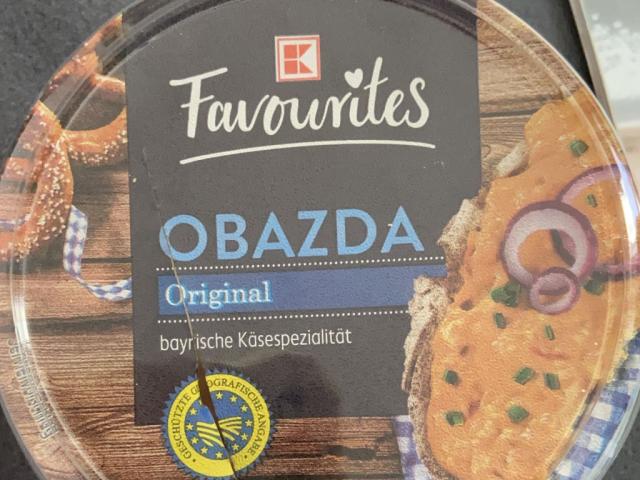 K
Favourites
OBAZDA
Original
bayrische Käsespezialität
GESCHÜTZTE GEOGRAFISCHE ANGABE